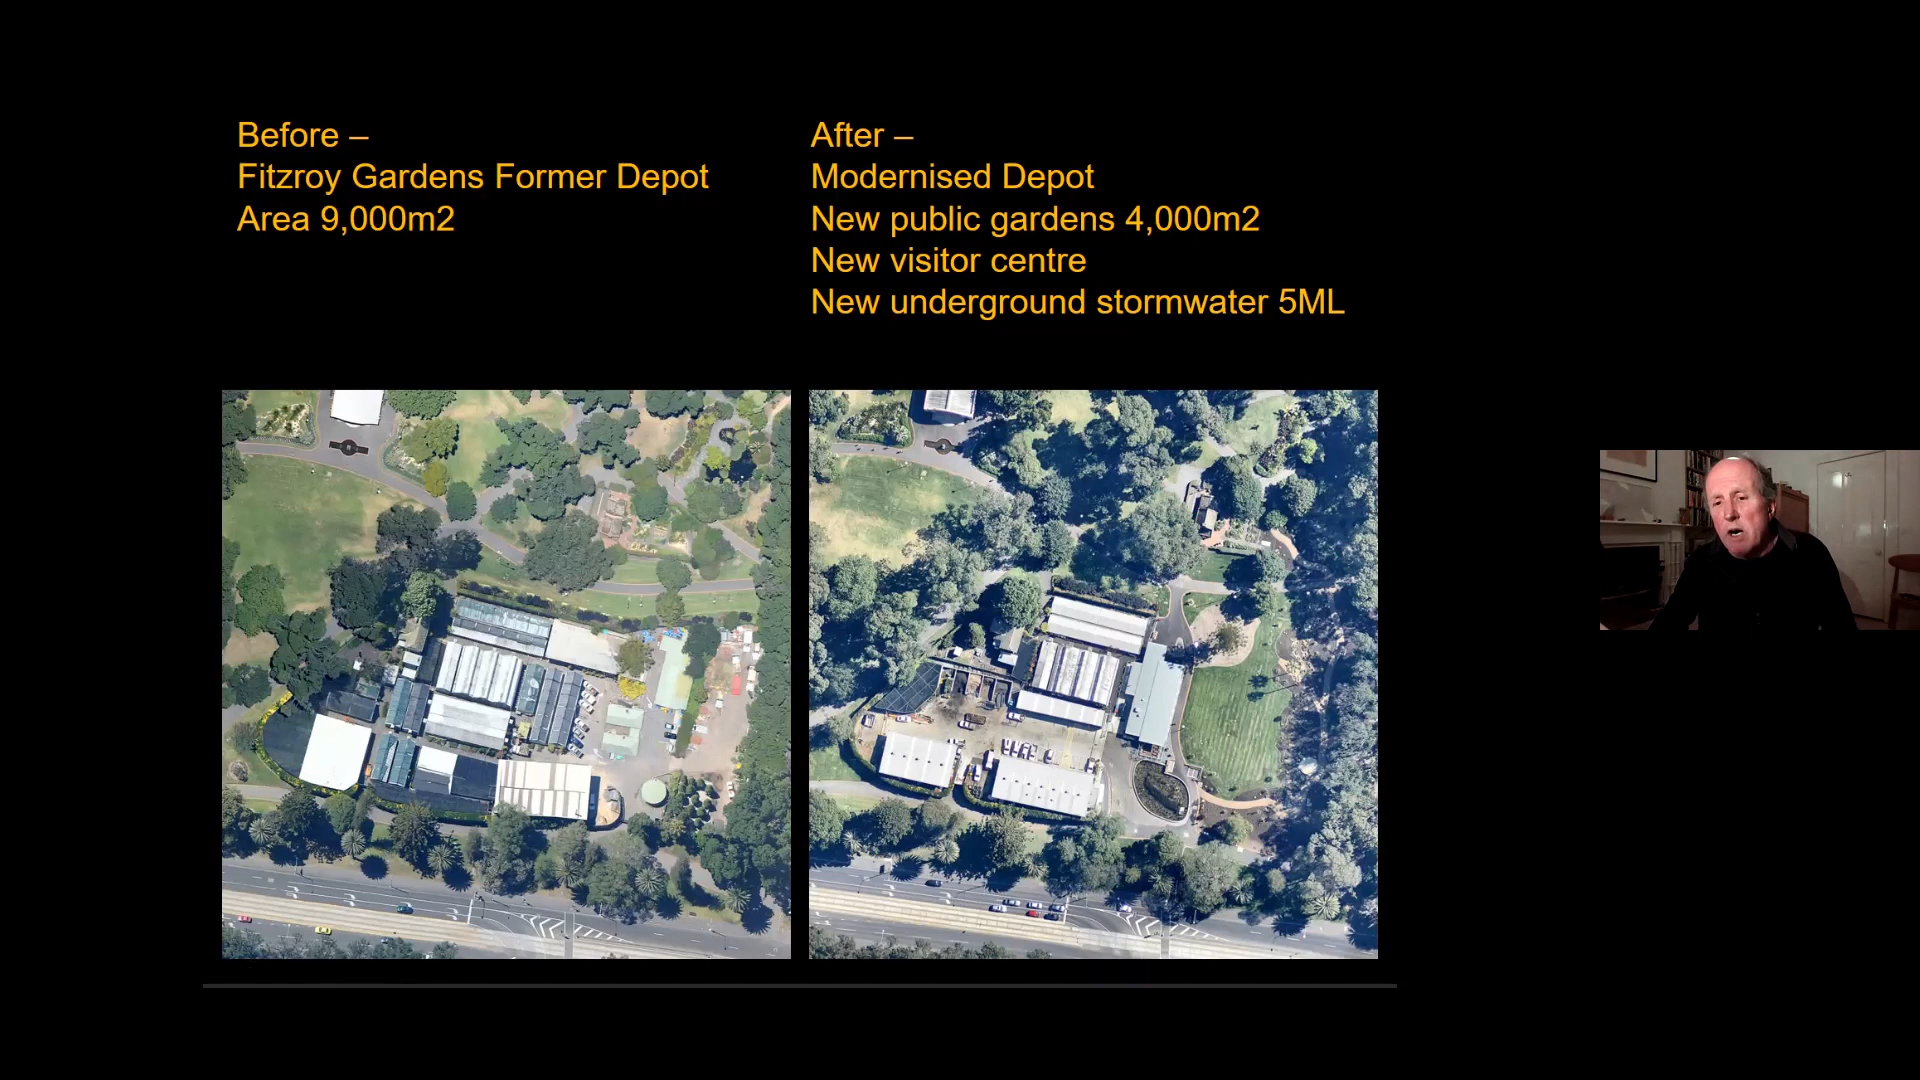 Before –
Fitzroy Gardens Former Depot
Area 9,000m2
After –
Modernised Depot
New public gardens 4,000m2
New visitor centre
New underground stormwater 5ML